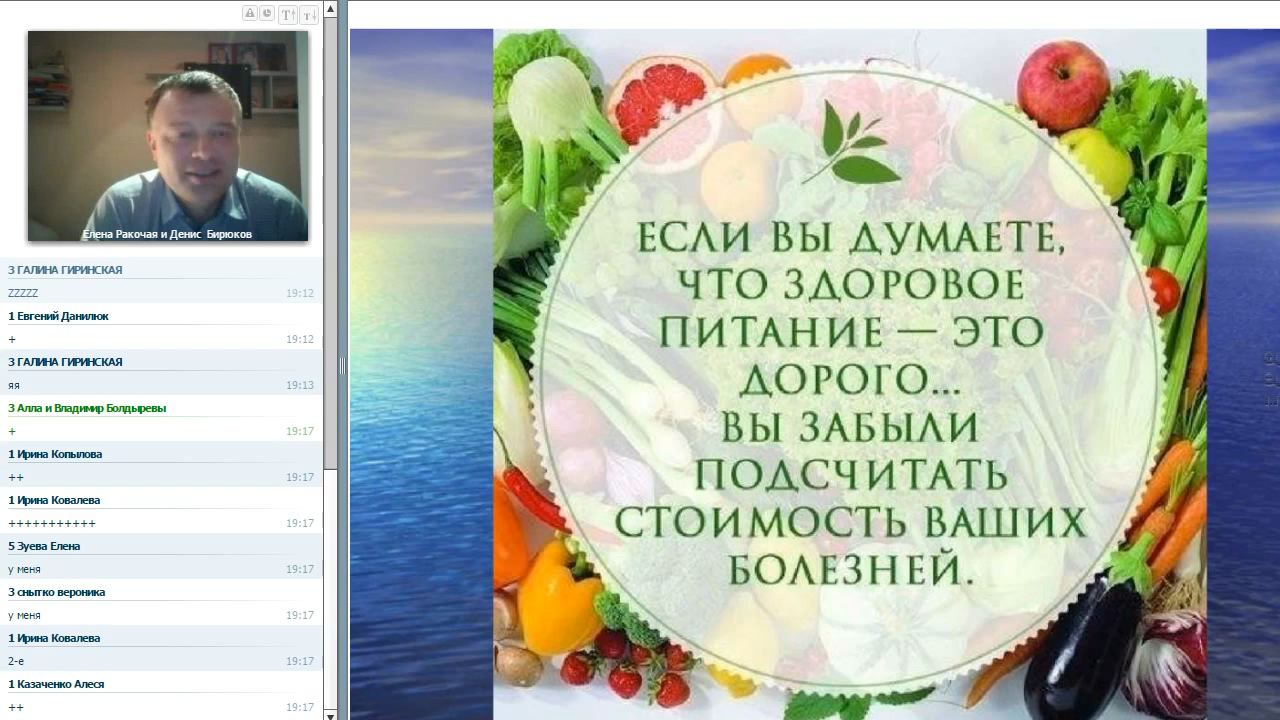 Елена Ракочая и Денис Бирюков
3 ГАЛИНА ГИРИНСКАЯ
ZZZZZ 19:12
1 Евгений Данилюк
+ 19:12
3 ГАЛИНА ГИРИНСКАЯ
яя 19:13
3 Алла и Владимир Болдыревы
+ 19:17
1 Ирина Копылова
++ 19:17
1 Ирина Ковалева
+++++++++++ 19:17
5 Зуева Елена
у меня 19:17
3 снытко вероника
у меня 19:17
1 Ирина Ковалева
2-е 19:17
1 Казаченко Алеся
++ 19:17
ЕСЛИ ВЫ ДУМАЕТЕ,
ЧТО ЗДОРОВОЕ
ПИТАНИЕ — ЭТО
ДОРОГО...
ВЫ ЗАБЫЛИ
ПОДСЧИТАТЬ
СТОИМОСТЬ ВАШИХ
БОЛЕЗНЕЙ.